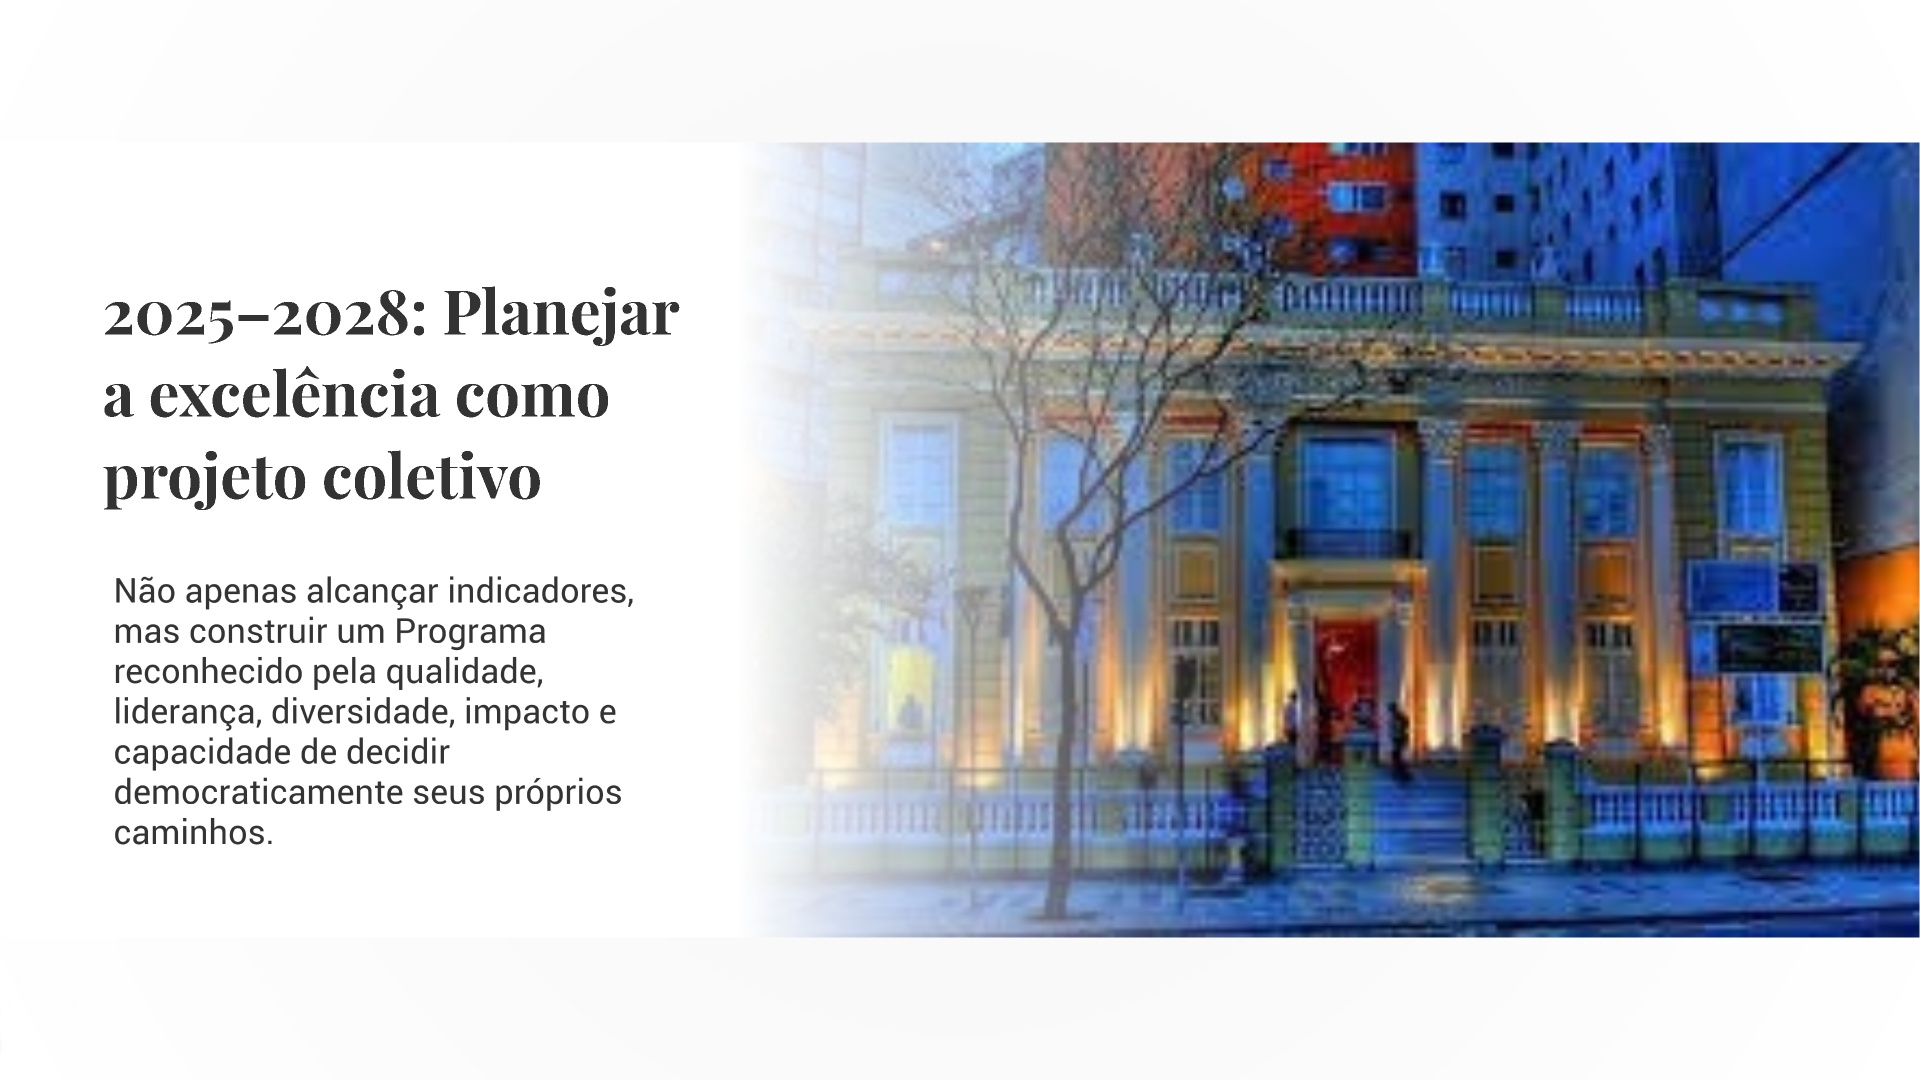 2025–2028: Planejar
a excelência como
projeto coletivo
Não apenas alcançar indicadores,
mas construir um Programa
reconhecido pela qualidade,
liderança, diversidade, impacto e
capacidade de decidir
democraticamente seus próprios
caminhos.